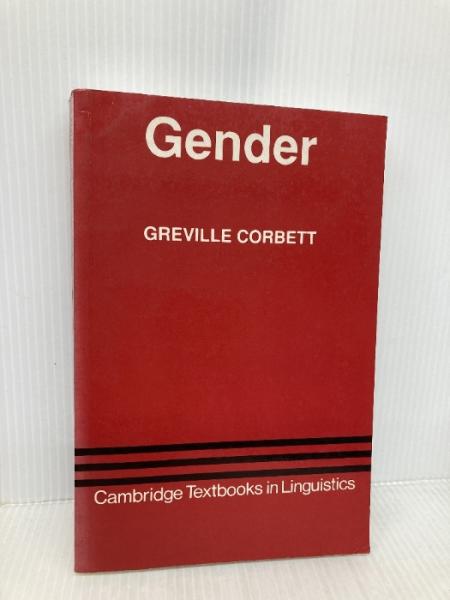 Gender
GREVILLE CORBETT
Cambridge Textbooks in Linguistics